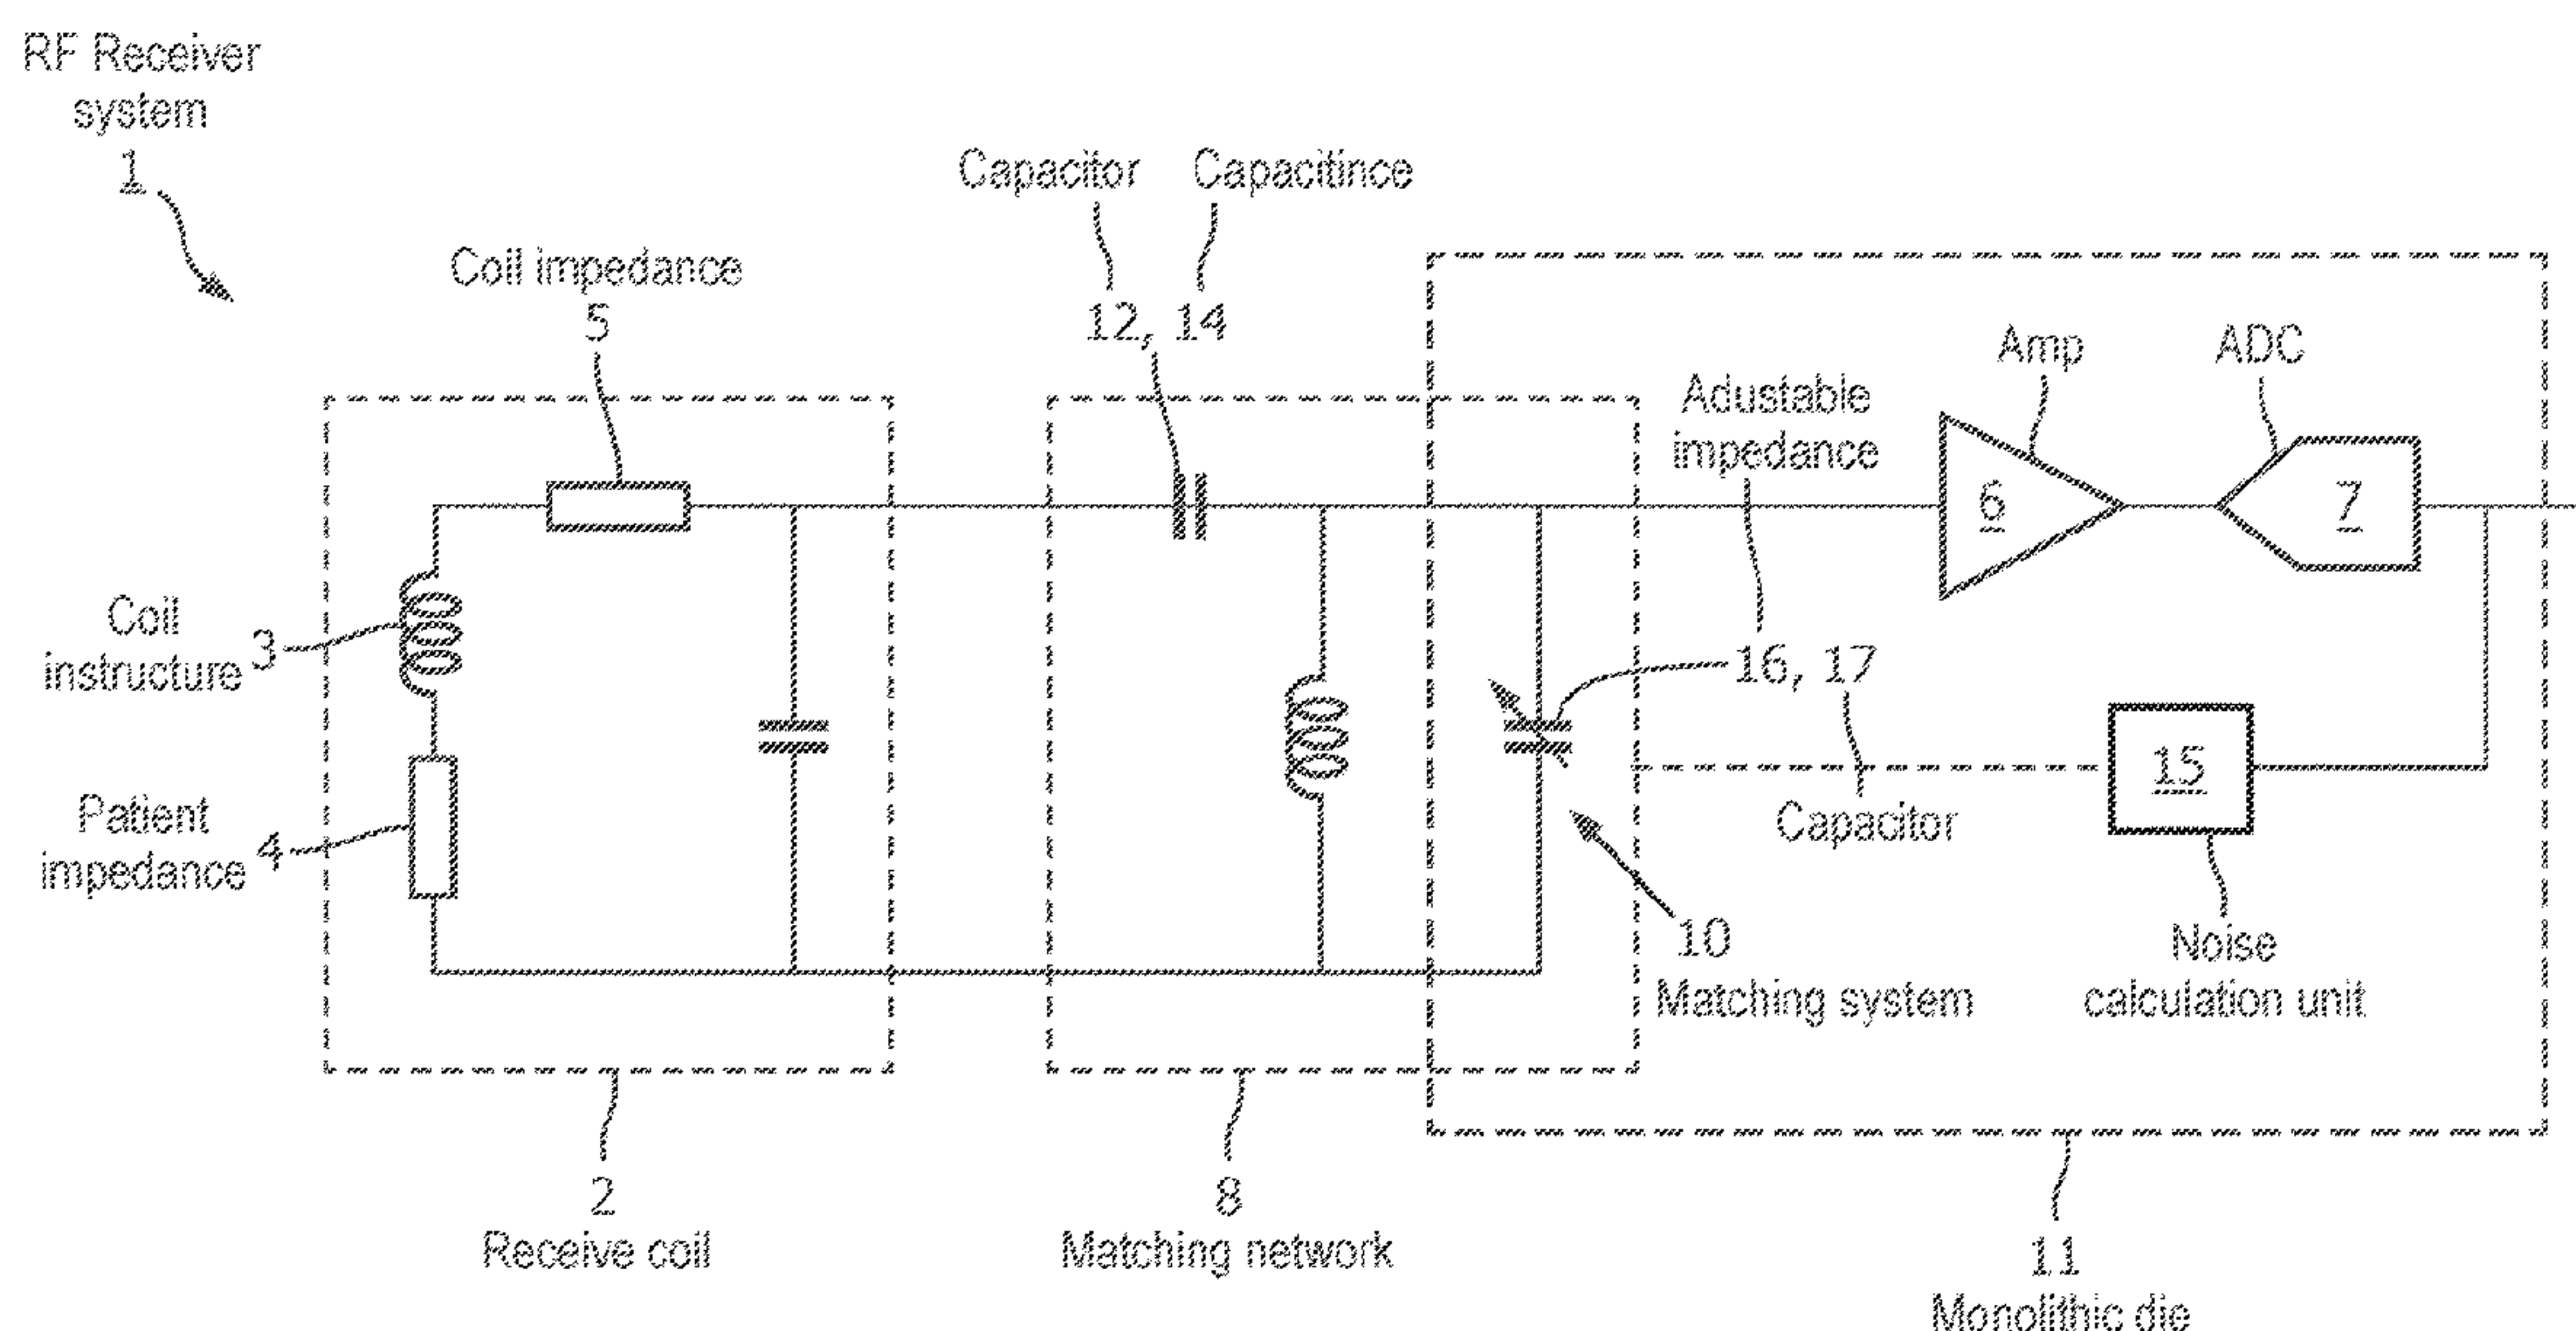 RF Receiver
system
1
Capacitor Capacitince
12, 14
Coil impedance
5
Amp
ADC
Adustable
impedance
6
7
Coil
instructure
3
16, 17
15
Patient
impedance
4
Capacitor
10
Matching system
Noise
calculation unit
2
Receive coil
8
Matching network
11
Monolithic die